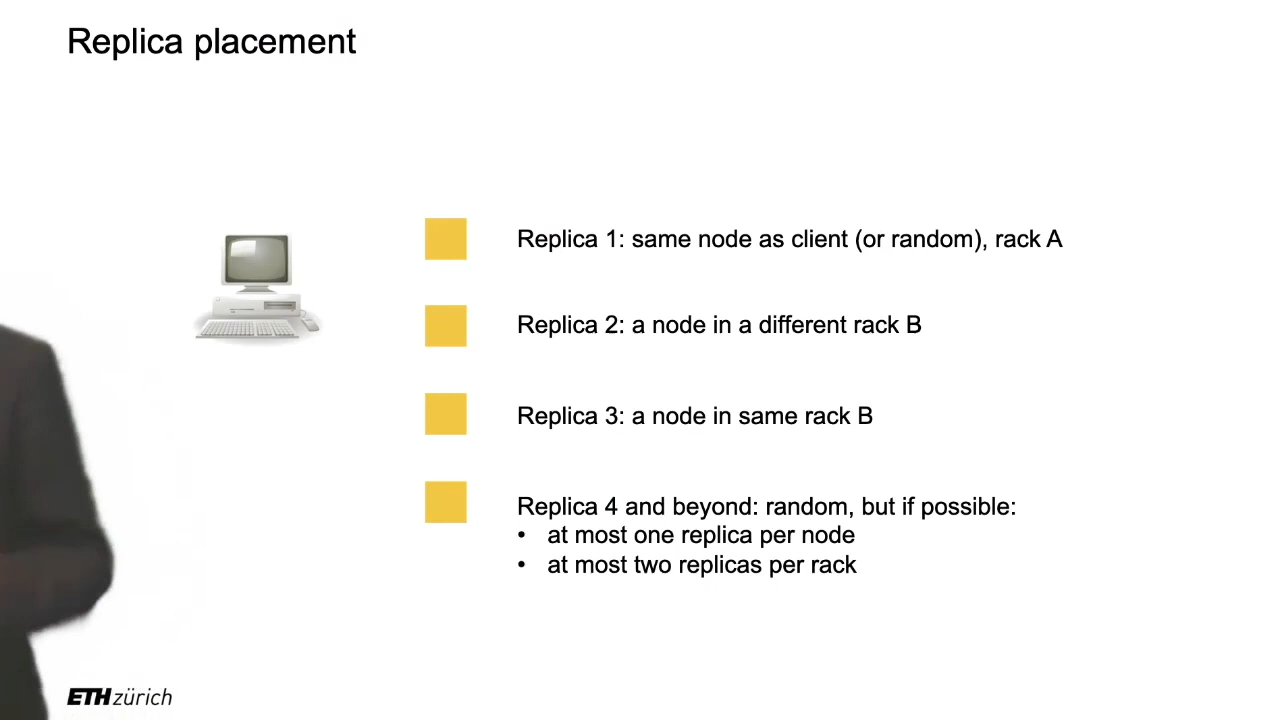 Replica placement
Replica 1: same node as client (or random), rack A
Replica 2: a node in a different rack B
Replica 3: a node in same rack B
Replica 4 and beyond: random, but if possible:
• at most one replica per node
• at most two replicas per rack
ETH zürich